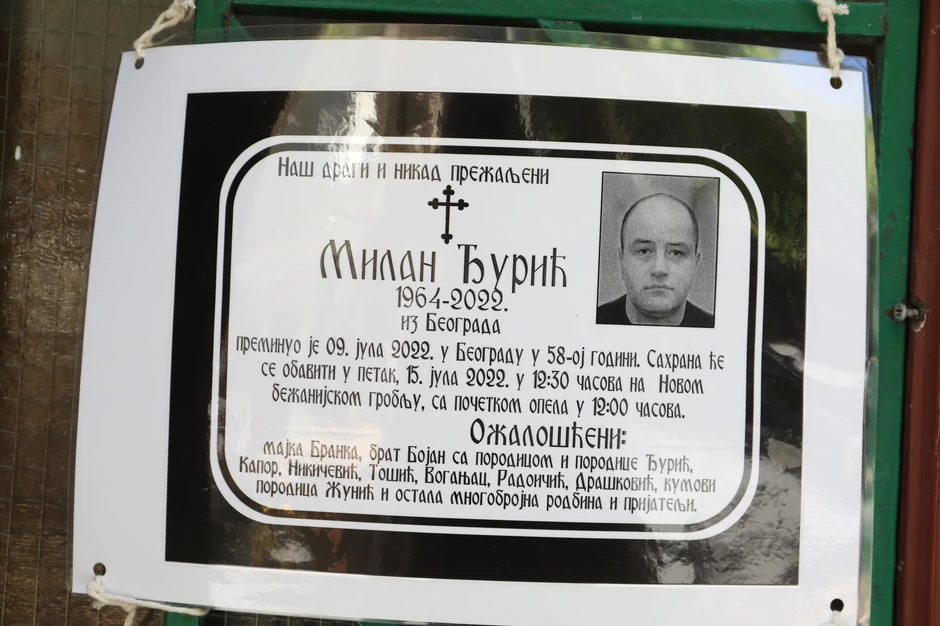 Наш драги и никад прежаљени
Милан Ђурић
1964-2022.
из Београда
преминуо је 09. јула 2022. у Београду у 58-ој години. Сахрана ће
се обавити у петак, 15. јула 2022. у 12:30 часова на Новом
бежанијском гробљу, са почетком опела у 12:00 часова.
Ожалошћени:
мајка Бранка, брат Бојан са породицом и породице Ђурић,
Капор, Никичевић, Тошић, Вогањац, Радоичић, Драшковић, кумови
породица Жунић и остала многобројна родбина и пријатељи.